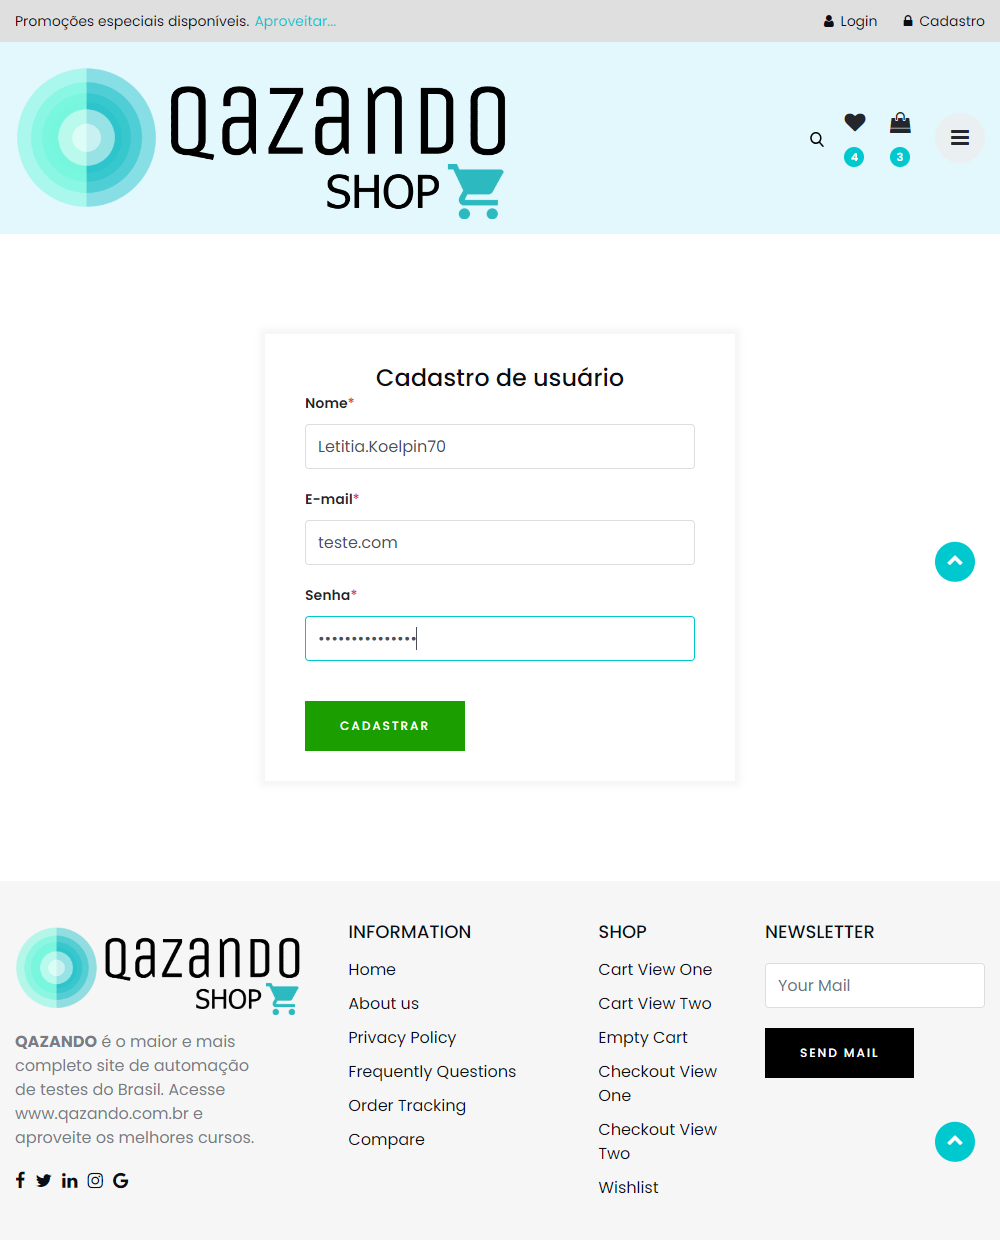 Promoções especiais disponíveis. Aproveitar...
Login
Cadastro
QAZANDO
SHOP
4
3
Cadastro de usuário
Nome*
Letitia.Koelpin70
E-mail*
teste.com
Senha*
•••••••••••••••
CADASTRAR
QAZANDO
SHOP
QAZANDO é o maior e mais
completo site de automação
de testes do Brasil. Acesse
www.qazando.com.br e
aproveite os melhores cursos.
INFORMATION
Home
About us
Privacy Policy
Frequently Questions
Order Tracking
Compare
SHOP
Cart View One
Cart View Two
Empty Cart
Checkout View
One
Checkout View
Two
Wishlist
NEWSLETTER
Your Mail
SEND MAIL